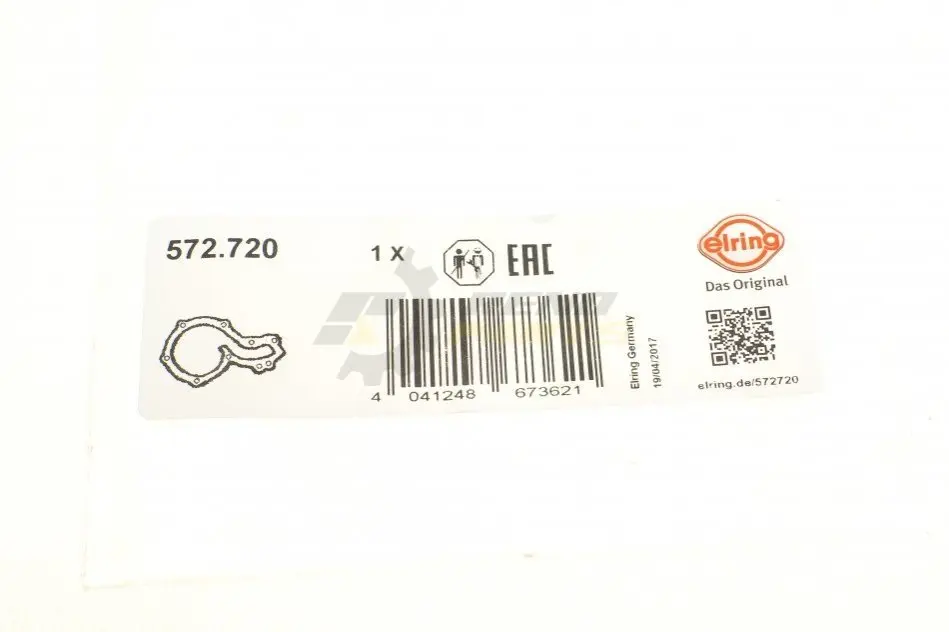 572.720
1 X
EAC
elring
Das Original
4 041248 673621
Elring Germany
19/04/2017
elring.de/572720